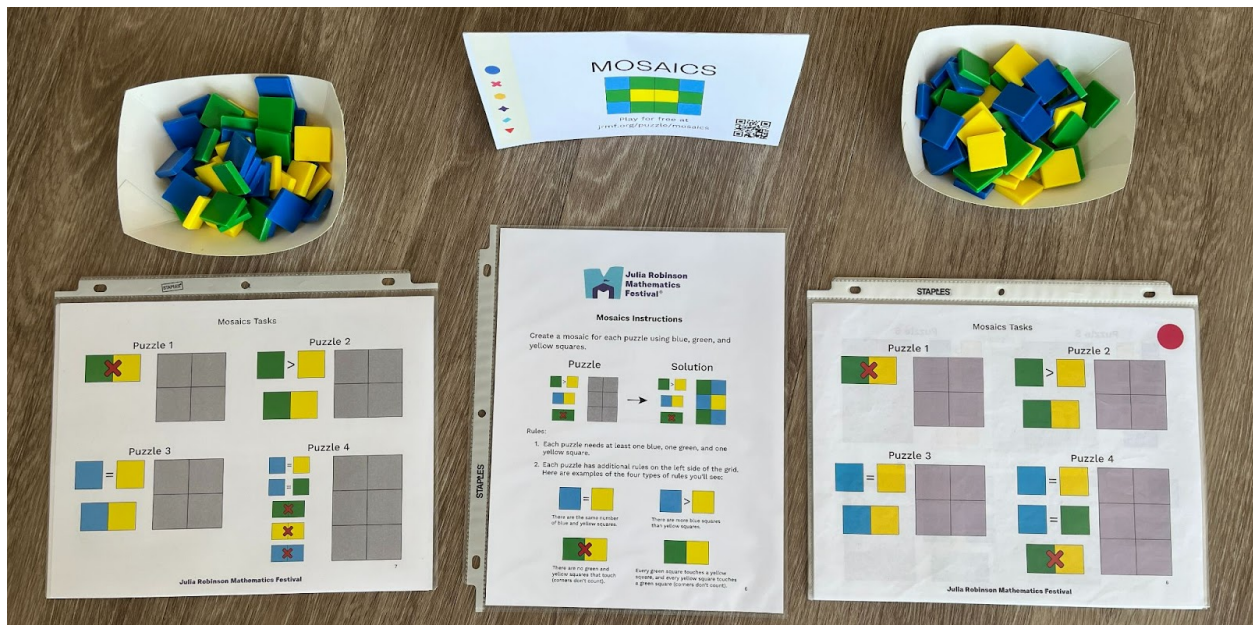 MOSAICS
Play for free at
jrmf.org/puzzle/mosaics
STAPLES
Mosaics Tasks
Puzzle 1
Puzzle 2
>
Puzzle 3
=
Puzzle 4
=
=
7
Julia Robinson Mathematics Festival
STAPLES
Julia Robinson
Mathematics
Festival®
Mosaics Instructions
Create a mosaic for each puzzle using blue, green, and
yellow squares.
Puzzle
Solution
>
>
Rules:
1. Each puzzle needs at least one blue, one green, and one
yellow square.
2. Each puzzle has additional rules on the left side of the grid.
Here are examples of the four types of rules you'll see:
=
There are the same number
of blue and yellow squares.
>
There are more blue squares
than yellow squares.
There are no green and
yellow squares that touch
(corners don't count).
Every green square touches a yellow
square, and every yellow square touches
a green square (corners don't count).
6
STAPLES
Mosaics Tasks
Puzzle 1
Puzzle 2
>
Puzzle 3
=
Puzzle 4
=
=
Julia Robinson Mathematics Festival